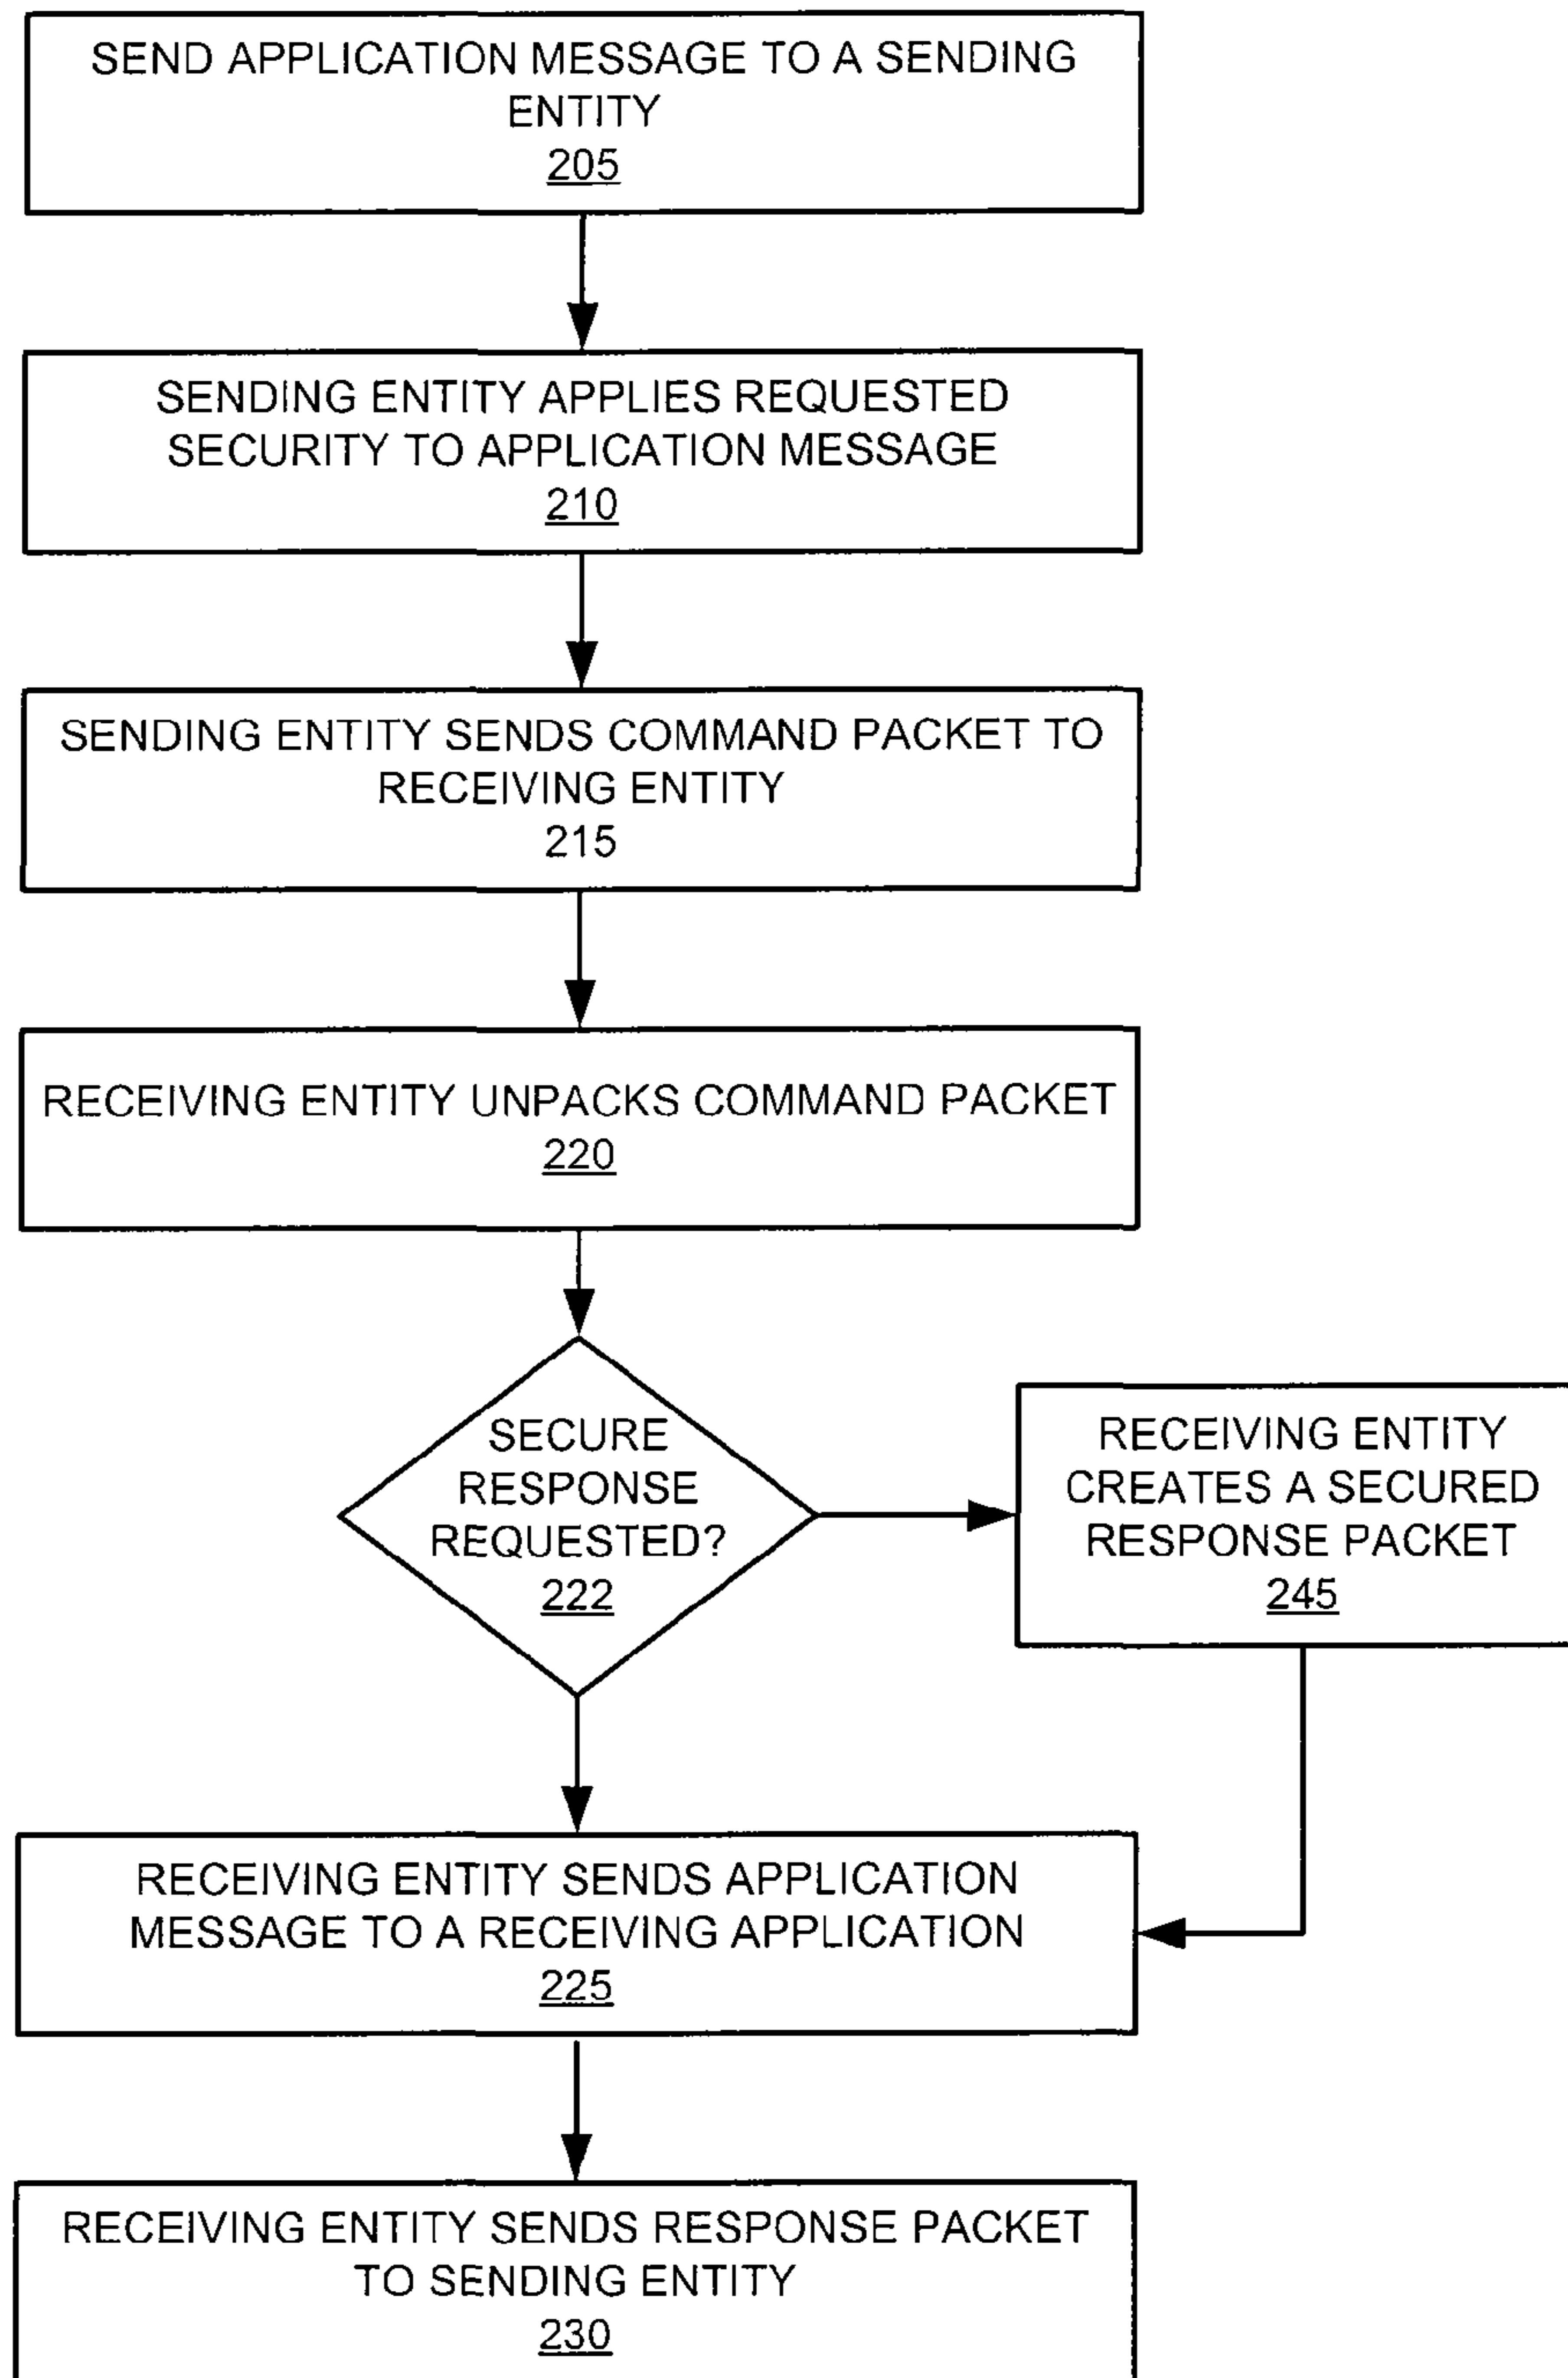 SEND APPLICATION MESSAGE TO A SENDING
ENTITY
205
SENDING ENTITY APPLIES REQUESTED
SECURITY TO APPLICATION MESSAGE
210
SENDING ENTITY SENDS COMMAND PACKET TO
RECEIVING ENTITY
215
RECEIVING ENTITY UNPACKS COMMAND PACKET
220
SECURE
RESPONSE
REQUESTED?
222
RECEIVING ENTITY
CREATES A SECURED
RESPONSE PACKET
245
RECEIVING ENTITY SENDS APPLICATION
MESSAGE TO A RECEIVING APPLICATION
225
RECEIVING ENTITY SENDS RESPONSE PACKET
TO SENDING ENTITY
230